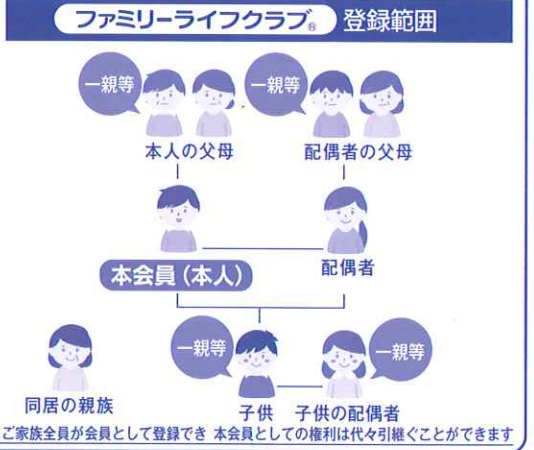 ファミリーライフクラブ® 登録範囲
一親等 一親等
本人の父母 配偶者の父母
本会員(本人) 配偶者
一親等 一親等
同居の親族 子供 子供の配偶者
ご家族全員が会員として登録でき 本会員としての権利は代々引継ぐことができます